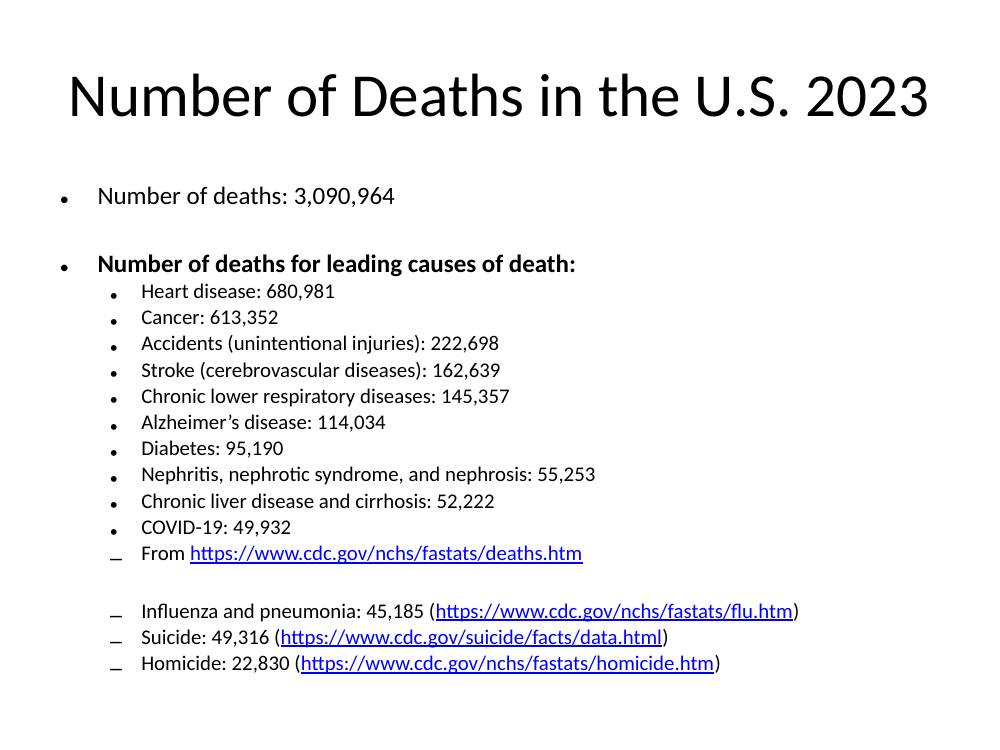 Number of Deaths in the U.S. 2023
• Number of deaths: 3,090,964
• Number of deaths for leading causes of death:
• Heart disease: 680,981
• Cancer: 613,352
• Accidents (unintentional injuries): 222,698
• Stroke (cerebrovascular diseases): 162,639
• Chronic lower respiratory diseases: 145,357
• Alzheimer’s disease: 114,034
• Diabetes: 95,190
• Nephritis, nephrotic syndrome, and nephrosis: 55,253
• Chronic liver disease and cirrhosis: 52,222
• COVID-19: 49,932
– From https://www.cdc.gov/nchs/fastats/deaths.htm
– Influenza and pneumonia: 45,185 (https://www.cdc.gov/nchs/fastats/flu.htm)
– Suicide: 49,316 (https://www.cdc.gov/suicide/facts/data.html)
– Homicide: 22,830 (https://www.cdc.gov/nchs/fastats/homicide.htm)